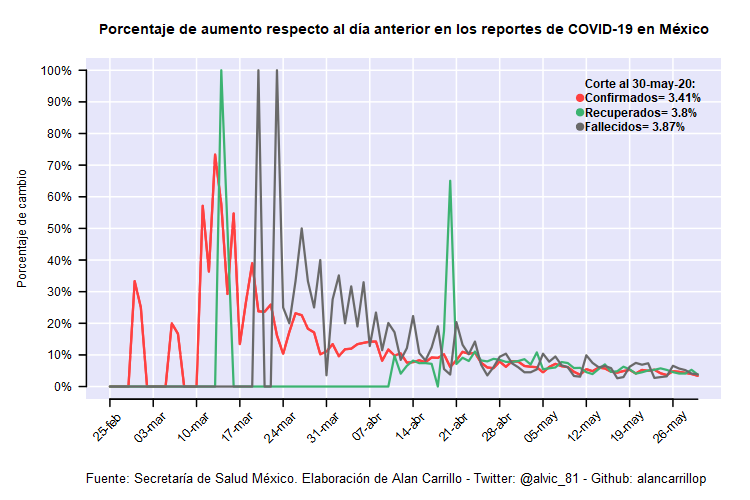 Porcentaje de aumento respecto al día anterior en los reportes de COVID-19 en México
Corte al 30-may-20:
Confirmados= 3.41%
Recuperados= 3.8%
Fallecidos= 3.87%
Porcentaje de cambio
100%
90%
80%
70%
60%
50%
40%
30%
20%
10%
0%
25-feb
03-mar
10-mar
17-mar
24-mar
31-mar
07-abr
14-abr
21-abr
28-abr
05-may
12-may
19-may
26-may
Fuente: Secretaría de Salud México. Elaboración de Alan Carrillo - Twitter: @alvic_81 - Github: alancarrillop